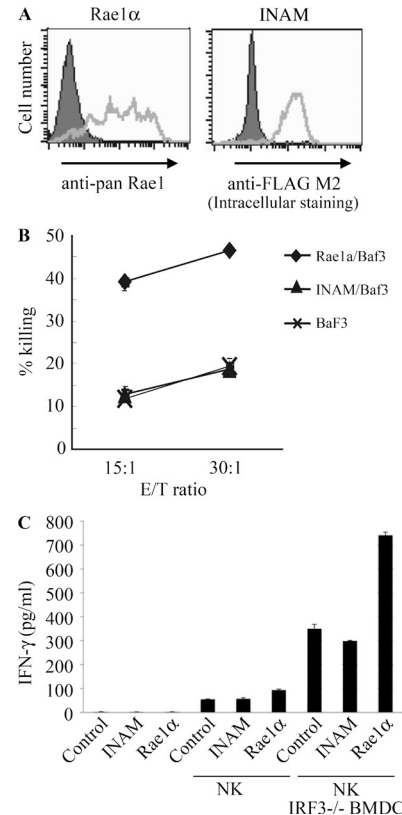 A
Rae1α
INAM
Cell number
anti-pan Rae1
anti-FLAG M2
(Intracellular staining)
B
% killing
50
40
30
20
10
0
15:1
30:1
E/T ratio
Rae1a/Baf3
INAM/Baf3
BaF3
C
IFN-γ (pg/ml)
800
700
600
500
400
300
200
100
0
Control
INAM
Rae1α
Control
INAM
Rae1α
Control
INAM
Rae1α
NK
NK
IRF3-/- BMDC